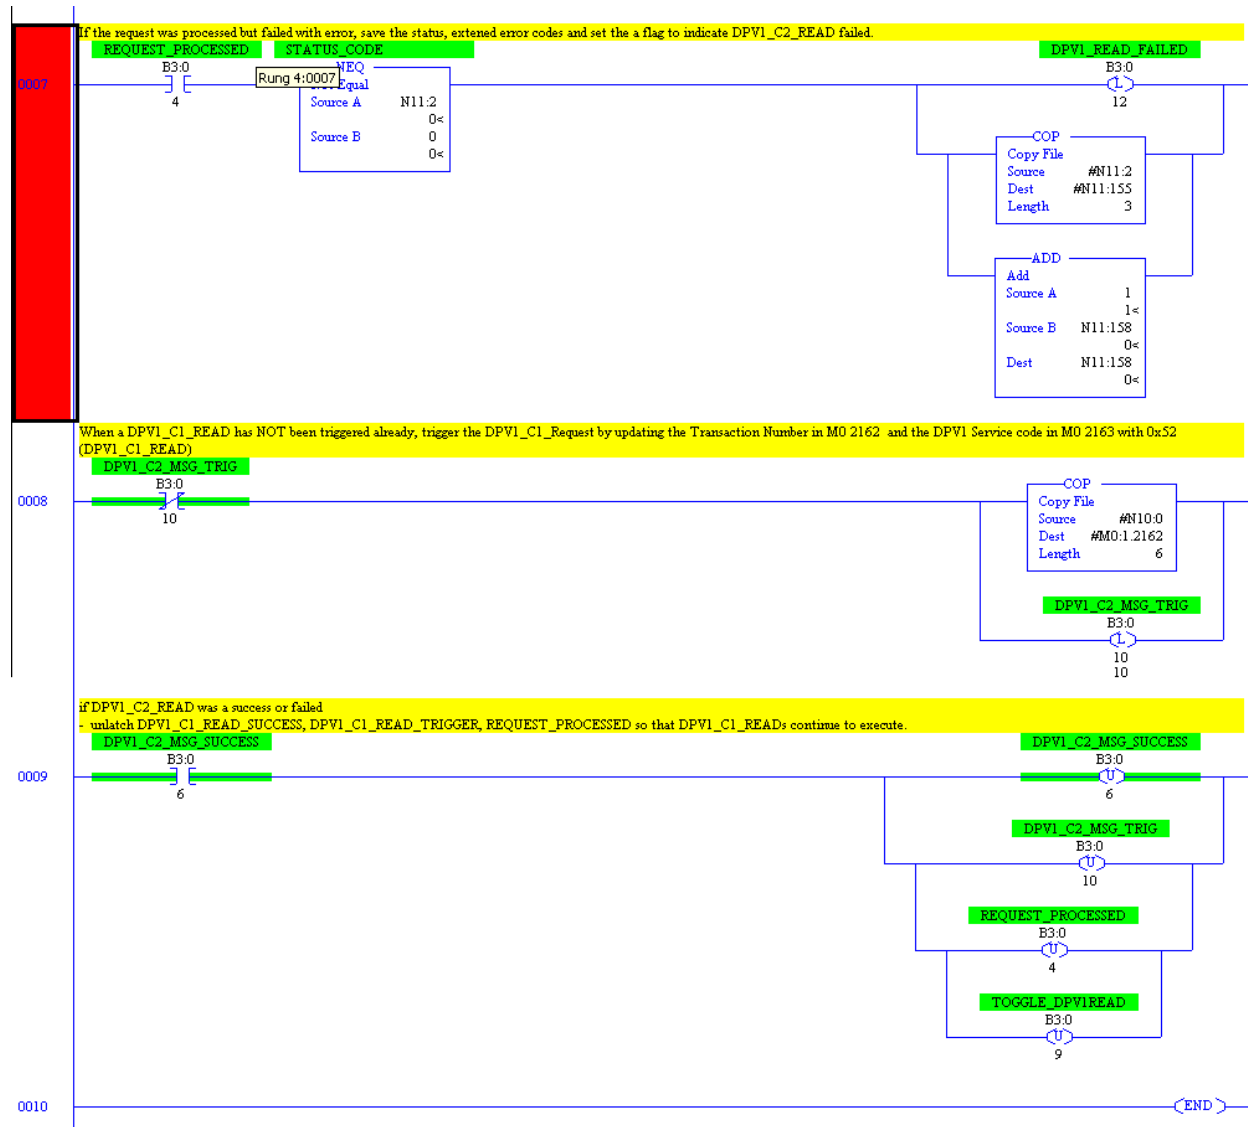 If the request was processed but failed with error, save the status, extened error codes and set the a flag to indicate DPV1_C2_READ failed.
REQUEST_PROCESSED STATUS_CODE DPV1_READ_FAILED
B3:0 NEQ B3:0
0007 Rung 4:0007 Equal L
4 Source A N11:2 12
0<
Source B 0
0<
COP
Copy File
Source #N11:2
Dest #N11:155
Length 3
ADD
Add
Source A 1
1<
Source B N11:158
0<
Dest N11:158
0<
When a DPV1_C1_READ has NOT been triggered already, trigger the DPV1_C1_Request by updating the Transaction Number in M0 2162 and the DPV1 Service code in M0 2163 with 0x52
(DPV1_C1_READ)
DPV1_C2_MSG_TRIG
B3:0
0008
10
COP
Copy File
Source #N10:0
Dest #M0:1.2162
Length 6
DPV1_C2_MSG_TRIG
B3:0
L
10
10
if DPV1_C2_READ was a success or failed
- unlatch DPV1_C1_READ_SUCCESS, DPV1_C1_READ_TRIGGER, REQUEST_PROCESSED so that DPV1_C1_READs continue to execute.
DPV1_C2_MSG_SUCCESS DPV1_C2_MSG_SUCCESS
B3:0 B3:0
0009 U
6 6
DPV1_C2_MSG_TRIG
B3:0
U
10
REQUEST_PROCESSED
B3:0
U
4
TOGGLE_DPV1READ
B3:0
U
9
0010 END